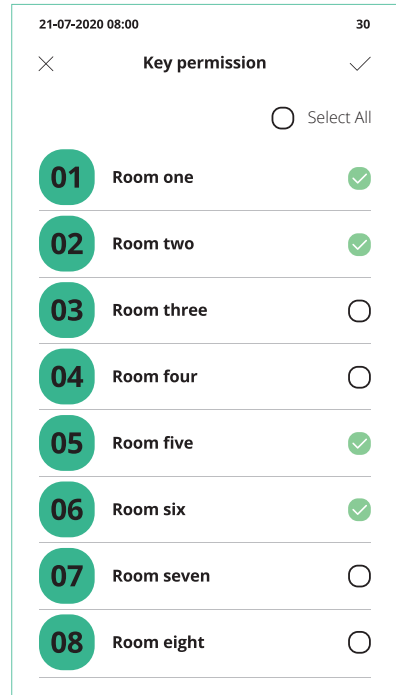 21-07-2020 08:00 30
Key permission
Select All
01 Room one
02 Room two
03 Room three
04 Room four
05 Room five
06 Room six
07 Room seven
08 Room eight